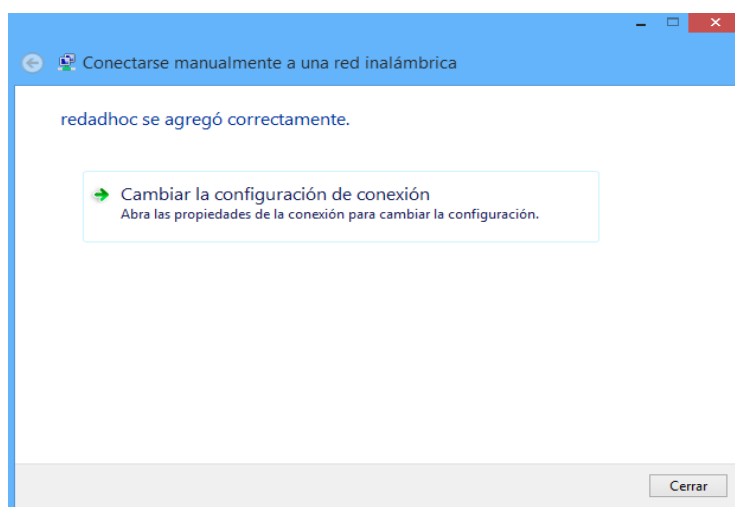 Conectarse manualmente a una red inalámbrica
redadhoc se agregó correctamente.
Cambiar la configuración de conexión
Abra las propiedades de la conexión para cambiar la configuración.
Cerrar